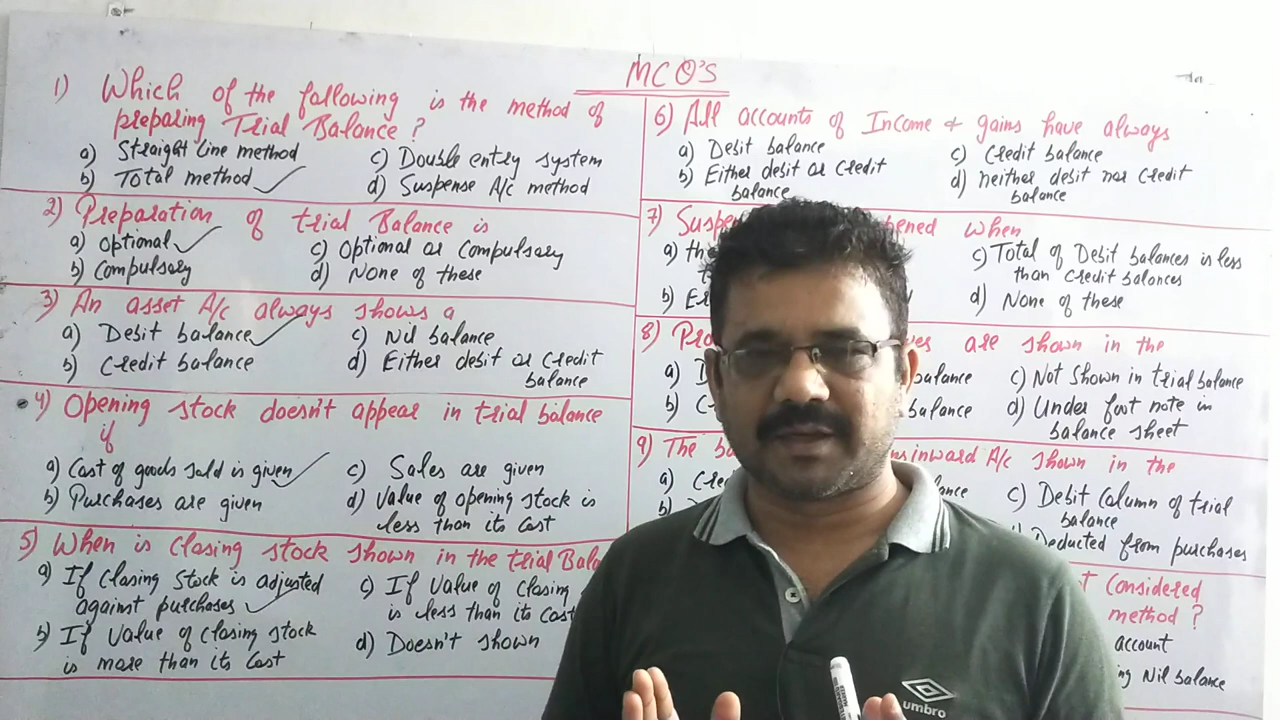 MCQ'S
1) Which of the following is the method of
preparing Trial Balance?
a) Straight line method
b) Total method ✓
c) Double entry system
d) Suspense A/c method
2) Preparation of trial Balance is
a) Optional ✓
b) Compulsory
c) Optional or Compulsory
d) None of these
3) An asset A/c always shows a
a) Debit balance ✓
b) Credit balance
c) Nil balance
d) Either debit or credit
balance
4) Opening stock doesn't appear in trial balance
if
a) Cost of goods sold is given ✓
b) Purchases are given
c) Sales are given
d) Value of opening stock is
less than its cost
5) When is closing stock shown in the trial
a) If closing stock is adjusted
against purchases ✓
b) If value of closing stock
is more than its cost
c) If value of closing
is less than its cost
d) Doesn't shown
6) All accounts of Income & gains have always
a) Debit balance
b) Either debit or credit
balance
c) Credit balance
d) neither debit nor credit
balance
7) when
a)
b)
c) Total of Debit balances is less
than credit balances
d) None of these
8) are shown in the
a) balance
b) balance
c) Not shown in trial balance
d) Under foot note in
balance sheet
9) The inward A/c shown in the
a)
b)
c) Debit column of trial
balance
Deducted from purchases
considered
method?
account
Nil balance
umbro